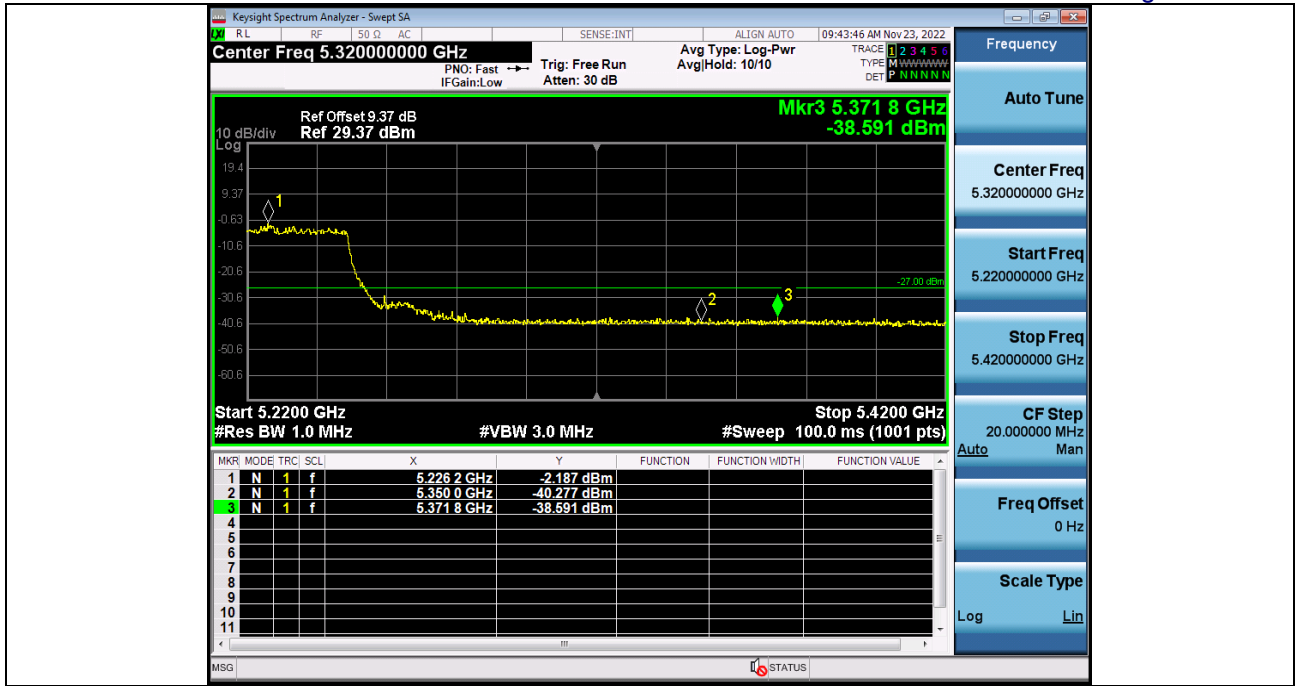 Keysight Spectrum Analyzer - Swept SA
LXI RL RF 50 Ω AC SENSE:INT ALIGN AUTO 09:43:46 AM Nov 23, 2022
Center Freq 5.320000000 GHz
PNO: Fast
IFGain:Low
Trig: Free Run
Atten: 30 dB
Avg Type: Log-Pwr
Avg|Hold: 10/10
TRACE 1 2 3 4 5 6
TYPE M WWWWW
DET P N N N N N
Frequency
Auto Tune
Center Freq
5.320000000 GHz
Start Freq
5.220000000 GHz
Stop Freq
5.420000000 GHz
CF Step
20.000000 MHz
Auto Man
Freq Offset
0 Hz
Scale Type
Log Lin
Mkr3 5.371 8 GHz
-38.591 dBm
Ref Offset 9.37 dB
10 dB/div Ref 29.37 dBm
Log
19.4
9.37
-0.63
-10.6
-20.6
-30.6
-40.6
-50.6
-60.6
1
2
3
-27.00 dBm
Start 5.2200 GHz Stop 5.4200 GHz
#Res BW 1.0 MHz #VBW 3.0 MHz #Sweep 100.0 ms (1001 pts)
MKR MODE TRC SCL X Y FUNCTION FUNCTION WIDTH FUNCTION VALUE
1 N 1 f 5.226 2 GHz -2.187 dBm
2 N 1 f 5.350 0 GHz -40.277 dBm
3 N 1 f 5.371 8 GHz -38.591 dBm
4
5
6
7
8
9
10
11
MSG STATUS